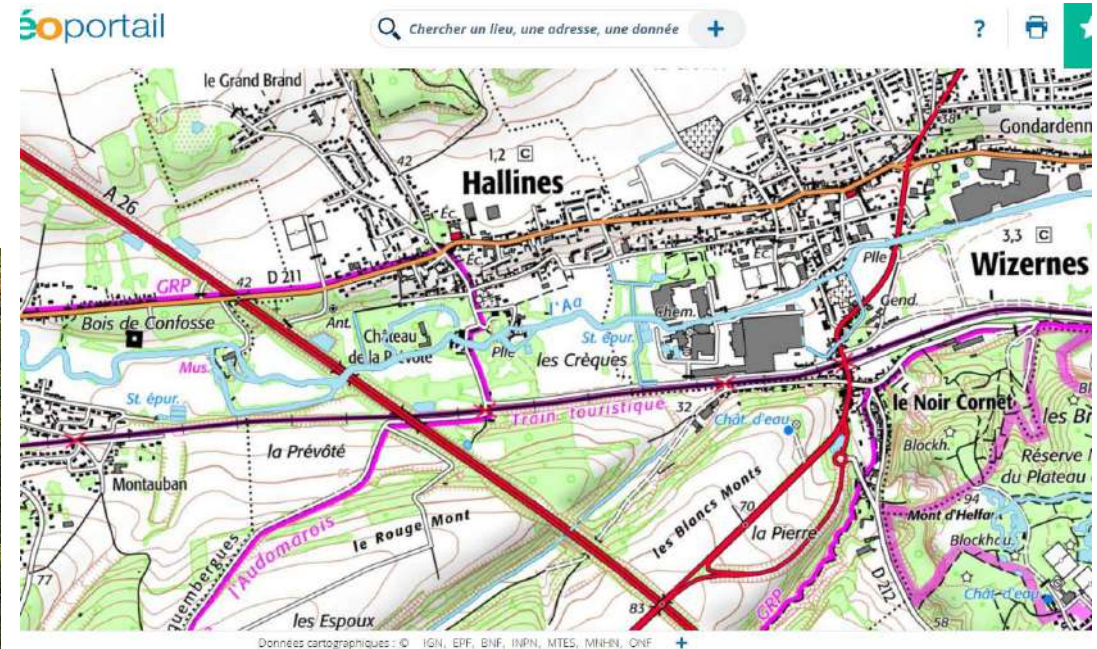 éoportail
Chercher un lieu, une adresse, une donnée +
?
le Grand Brand
42
1,2 C
Hallines
38
Gondardenn
A 26
Éc.
GRP
42
D 211
Éc.
Éc.
Plle
3,3 C
Wizernes
Bois de Confosse
Ant.
Château
de la Prévôté
l'Aa
Chem.
Gend.
Mus.
Plle
St. épur.
les Crèques
St. épur.
Train touristique
32
Chât. d'eau
le Noir Cornet
les Br
Blockh.
la Prévôté
Réserve
du Plateau
Montauban
les Blancs Monts
70
94
Mont d'Helfau
le Rouge Mont
la Pierre
77
l'Audomarois
GRP
D 212
Chât. d'eau
83
58
les Espoux
Données cartographiques : © IGN, EPF, BNF, INPN, MTES, MNHN, ONF +